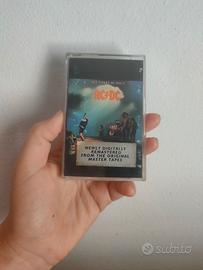 AC/DC
NEWLY DIGITALLY
REMASTERED
FROM THE ORIGINAL
MASTER TAPES
subito